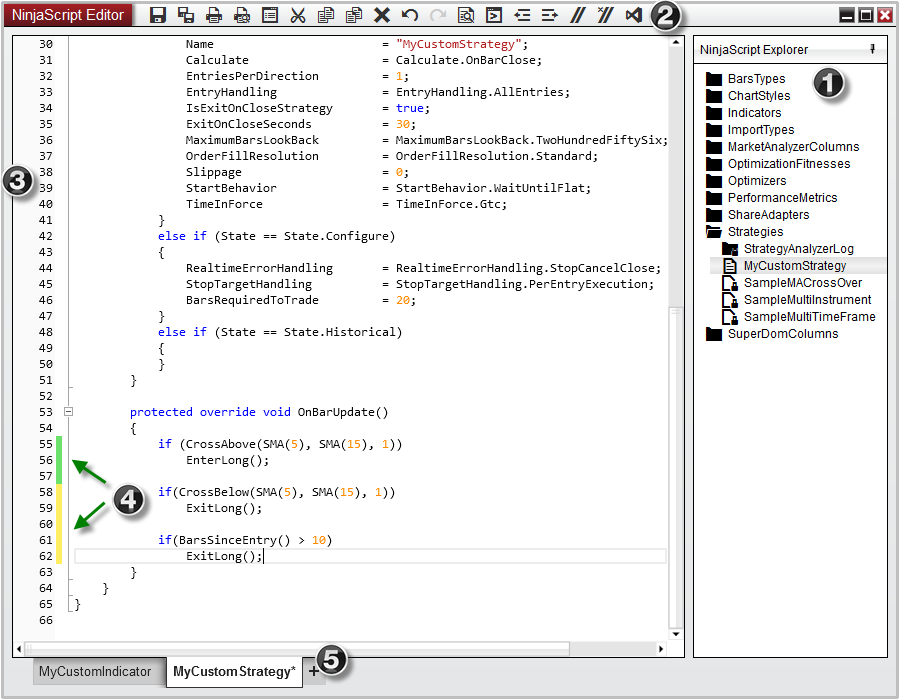 NinjaScript Editor
2
30 Name = "MyCustomStrategy";
31 Calculate = Calculate.OnBarClose;
32 EntriesPerDirection = 1;
33 EntryHandling = EntryHandling.AllEntries;
34 IsExitOnCloseStrategy = true;
35 ExitOnCloseSeconds = 30;
36 MaximumBarsLookBack = MaximumBarsLookBack.TwoHundredFiftySix;
37 OrderFillResolution = OrderFillResolution.Standard;
38 Slippage = 0;
39 StartBehavior = StartBehavior.WaitUntilFlat;
40 TimeInForce = TimeInForce.Gtc;
41 }
42 else if (State == State.Configure)
43 {
44 RealtimeErrorHandling = RealtimeErrorHandling.StopCancelClose;
45 StopTargetHandling = StopTargetHandling.PerEntryExecution;
46 BarsRequiredToTrade = 20;
47 }
48 else if (State == State.Historical)
49 {
50 }
51 }
52
53 protected override void OnBarUpdate()
54 {
55 if (CrossAbove(SMA(5), SMA(15), 1))
56 EnterLong();
57
58 if(CrossBelow(SMA(5), SMA(15), 1))
59 ExitLong();
60
61 if(BarsSinceEntry() > 10)
62 ExitLong();
63 }
64 }
65 }
66
3
4
NinjaScript Explorer
1
BarsTypes
ChartStyles
Indicators
ImportTypes
MarketAnalyzerColumns
OptimizationFitnesses
Optimizers
PerformanceMetrics
ShareAdapters
Strategies
StrategyAnalyzerLog
MyCustomStrategy
SampleMACrossOver
SampleMultiInstrument
SampleMultiTimeFrame
SuperDomColumns
MyCustomIndicator MyCustomStrategy* + 5